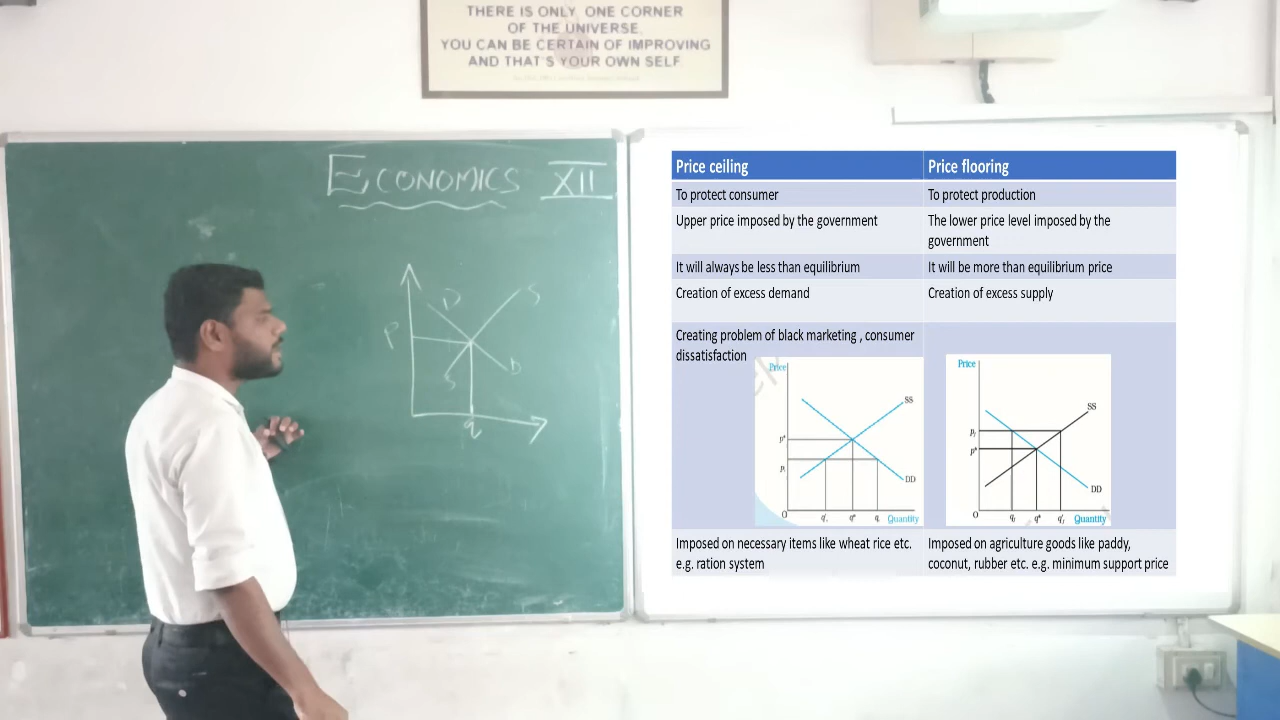 THERE IS ONLY ONE CORNER
OF THE UNIVERSE.
YOU CAN BE CERTAIN OF IMPROVING
AND THAT'S YOUR OWN SELF.
ECONOMICS XII
D
S
P
S
D
q
Price ceiling
Price flooring
To protect consumer
To protect production
Upper price imposed by the government
The lower price level imposed by the
government
It will always be less than equilibrium
It will be more than equilibrium price
Creation of excess demand
Creation of excess supply
Creating problem of black marketing , consumer
dissatisfaction
Price
SS
p*
DD
O
q*
Quantity
Price
SS
pf
p*
DD
O
qf
q*
q'f
Quantity
Imposed on necessary items like wheat rice etc.
e.g. ration system
Imposed on agriculture goods like paddy,
coconut, rubber etc. e.g. minimum support price